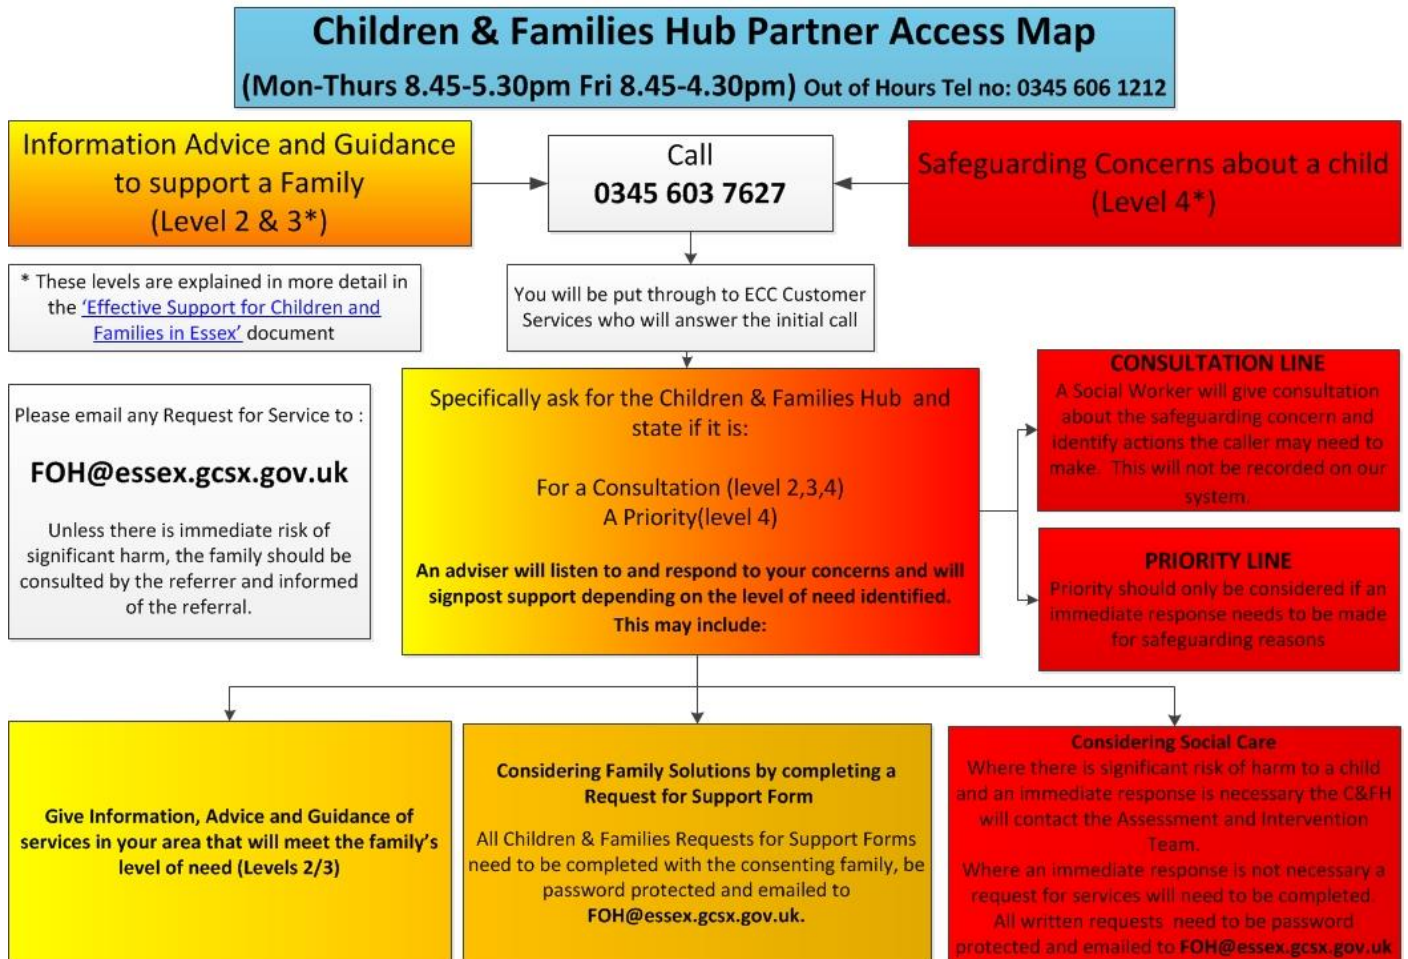 Children & Families Hub Partner Access Map
(Mon-Thurs 8.45-5.30pm Fri 8.45-4.30pm) Out of Hours Tel no: 0345 606 1212
Information Advice and Guidance
to support a Family
(Level 2 & 3*)
Call
0345 603 7627
Safeguarding Concerns about a child
(Level 4*)
* These levels are explained in more detail in
the ‘Effective Support for Children and
Families in Essex’ document
You will be put through to ECC Customer
Services who will answer the initial call
Please email any Request for Service to :
FOH@essex.gcsx.gov.uk
Unless there is immediate risk of
significant harm, the family should be
consulted by the referrer and informed
of the referral.
Specifically ask for the Children & Families Hub and
state if it is:
For a Consultation (level 2,3,4)
A Priority(level 4)
An adviser will listen to and respond to your concerns and will
signpost support depending on the level of need identified.
This may include:
CONSULTATION LINE
A Social Worker will give consultation
about the safeguarding concern and
identify actions the caller may need to
make. This will not be recorded on our
system.
PRIORITY LINE
Priority should only be considered if an
immediate response needs to be made
for safeguarding reasons
Give Information, Advice and Guidance of
services in your area that will meet the family’s
level of need (Levels 2/3)
Considering Family Solutions by completing a
Request for Support Form
All Children & Families Requests for Support Forms
need to be completed with the consenting family, be
password protected and emailed to
FOH@essex.gcsx.gov.uk.
Considering Social Care
Where there is significant risk of harm to a child
and an immediate response is necessary the C&FH
will contact the Assessment and Intervention
Team.
Where an immediate response is not necessary a
request for services will need to be completed.
All written requests need to be password
protected and emailed to FOH@essex.gcsx.gov.uk